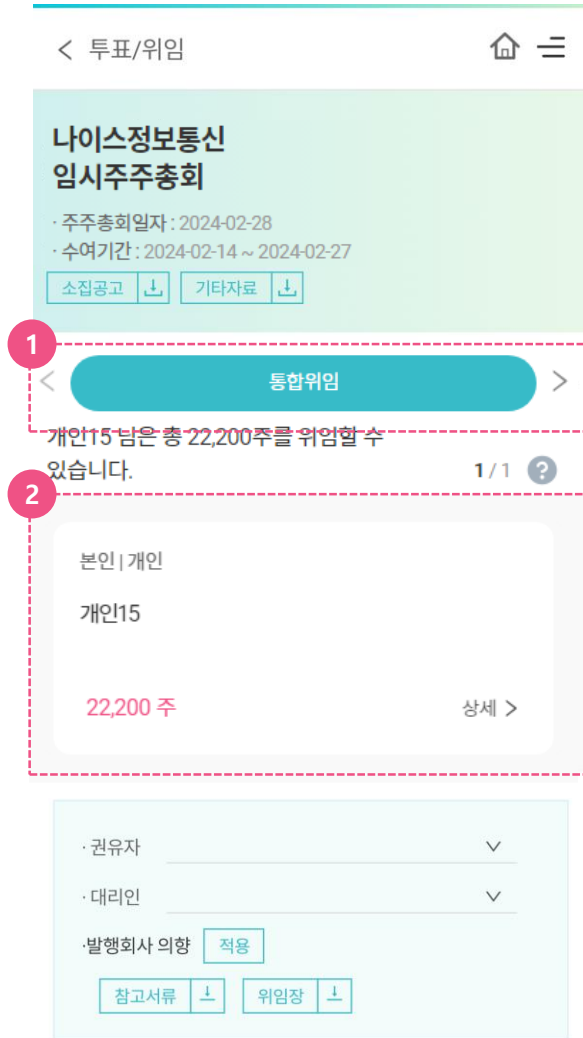 투표/위임
나이스정보통신
임시주주총회
· 주주총회일자 : 2024-02-28
· 수여기간 : 2024-02-14 ~ 2024-02-27
소집공고 기타자료
1
통합위임
개인15 님은 총 22,200주를 위임할 수
있습니다. 1 / 1 ?
2
본인 | 개인
개인15
22,200 주 상세 >
· 권유자
· 대리인
·발행회사 의향 적용
참고서류 위임장